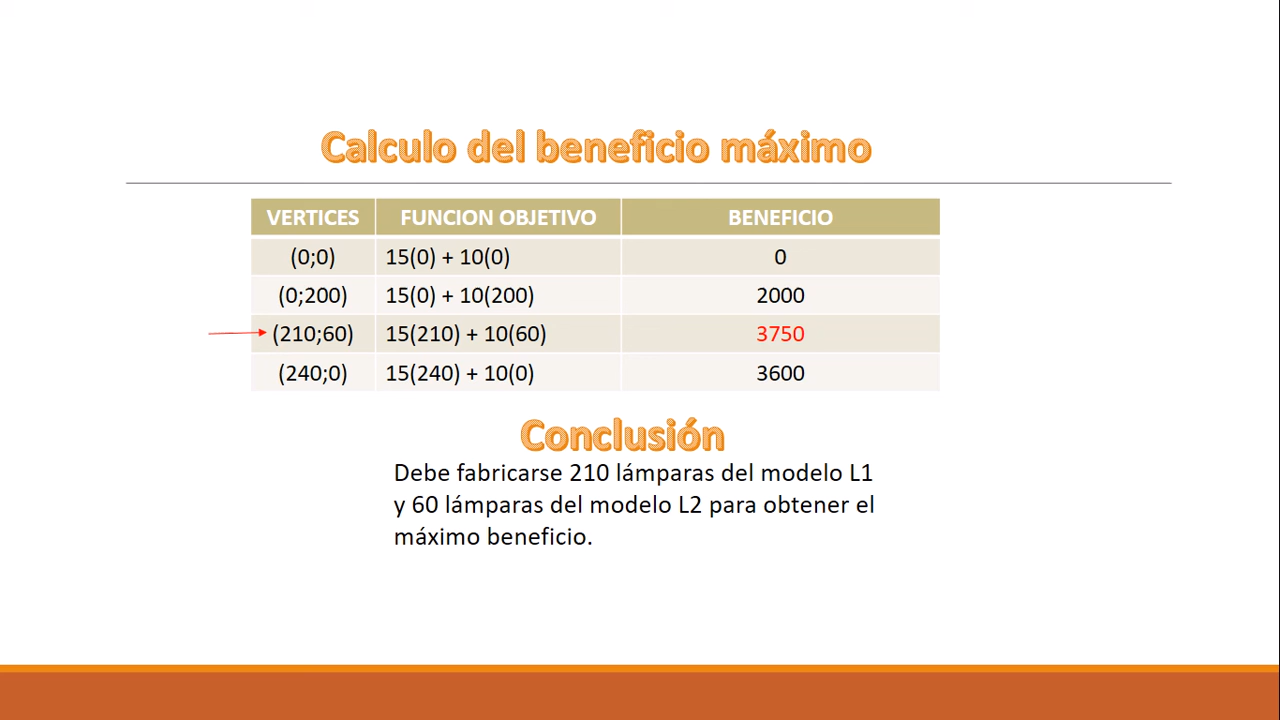 Calculo del beneficio máximo
VERTICES FUNCION OBJETIVO BENEFICIO
(0;0) 15(0) + 10(0) 0
(0;200) 15(0) + 10(200) 2000
(210;60) 15(210) + 10(60) 3750
(240;0) 15(240) + 10(0) 3600
Conclusión
Debe fabricarse 210 lámparas del modelo L1
y 60 lámparas del modelo L2 para obtener el
máximo beneficio.